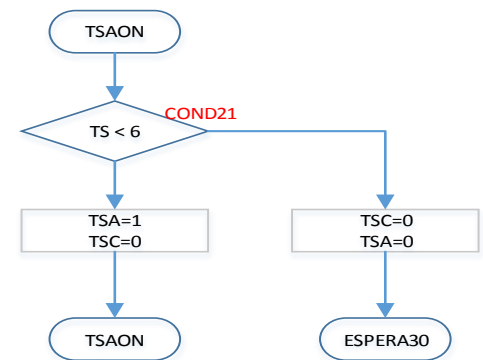 TSAON
COND21
TS < 6
TSA=1
TSC=0
TSC=0
TSA=0
TSAON
ESPERA30